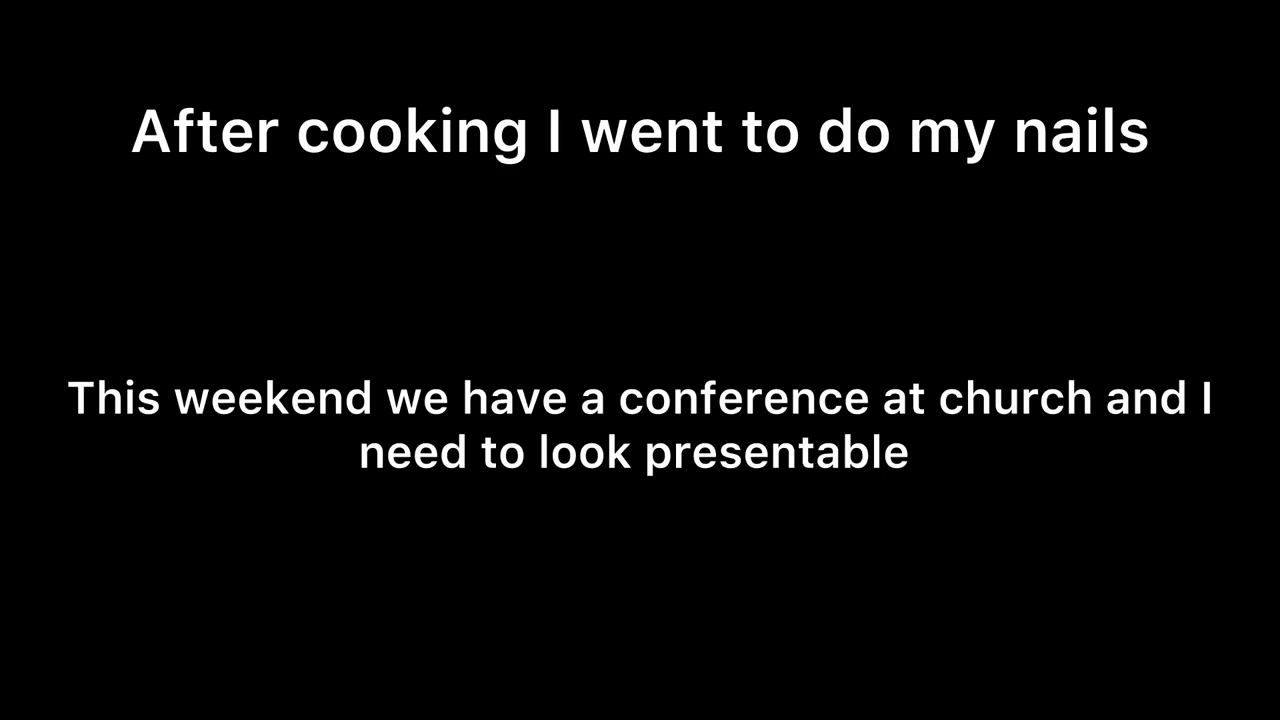 After cooking I went to do my nails
This weekend we have a conference at church and I
need to look presentable